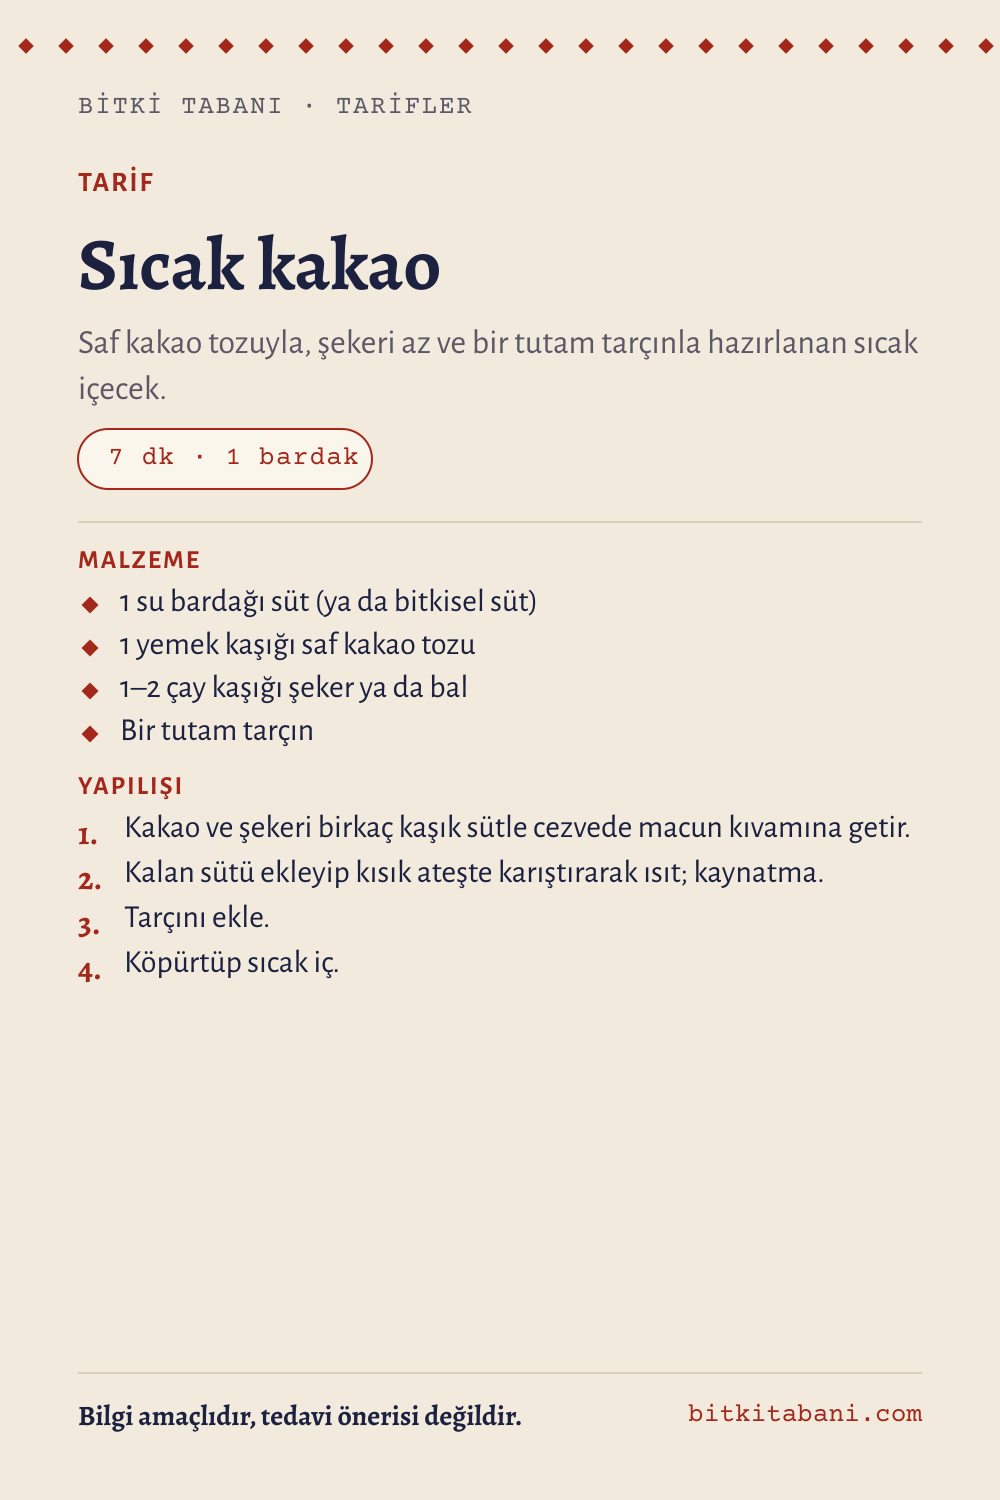 BİTKİ TABANI · TARİFLER
TARİF
Sıcak kakao
Saf kakao tozuyla, şekeri az ve bir tutam tarçınla hazırlanan sıcak
içecek.
7 dk · 1 bardak
MALZEME
◆ 1 su bardağı süt (ya da bitkisel süt)
◆ 1 yemek kaşığı saf kakao tozu
◆ 1–2 çay kaşığı şeker ya da bal
◆ Bir tutam tarçın
YAPILIŞI
1. Kakao ve şekeri birkaç kaşık sütle cezvede macun kıvamına getir.
2. Kalan sütü ekleyip kısık ateşte karıştırarak ısıt; kaynatma.
3. Tarçını ekle.
4. Köpürtüp sıcak iç.
Bilgi amaçlıdır, tedavi önerisi değildir.
bitkitabani.com